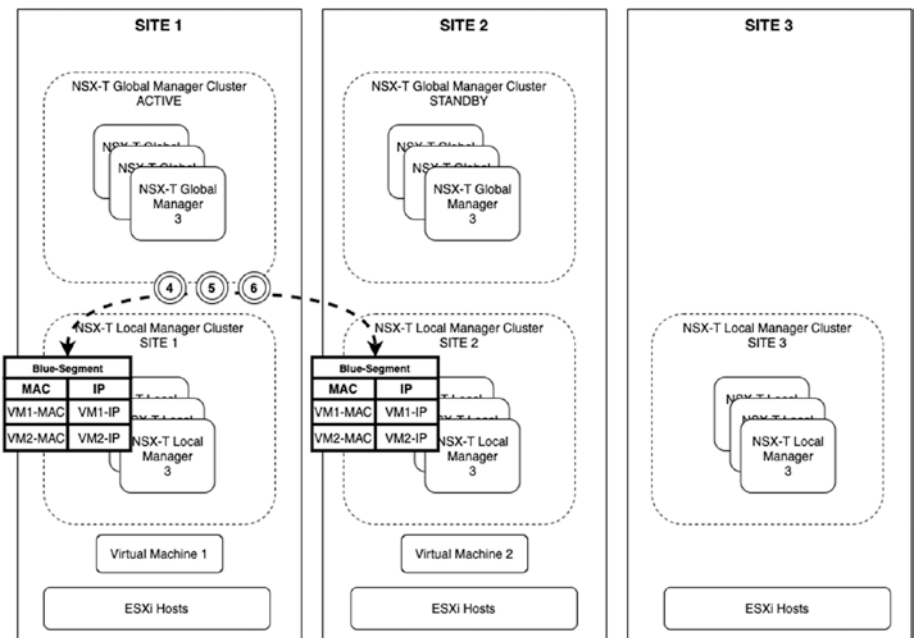 SITE 1
NSX-T Global Manager Cluster
ACTIVE
NSX-T Global
Manager
3
4 5 6
NSX-T Local Manager Cluster
SITE 1
Blue-Segment
MAC IP
VM1-MAC VM1-IP
VM2-MAC VM2-IP
NSX-T Local
Manager
3
Virtual Machine 1
ESXi Hosts
SITE 2
NSX-T Global Manager Cluster
STANDBY
NSX-T Global
Manager
3
NSX-T Local Manager Cluster
SITE 2
Blue-Segment
MAC IP
VM1-MAC VM1-IP
VM2-MAC VM2-IP
NSX-T Local
Manager
3
Virtual Machine 2
ESXi Hosts
SITE 3
NSX-T Local Manager Cluster
SITE 3
NSX-T Local
Manager
3
ESXi Hosts